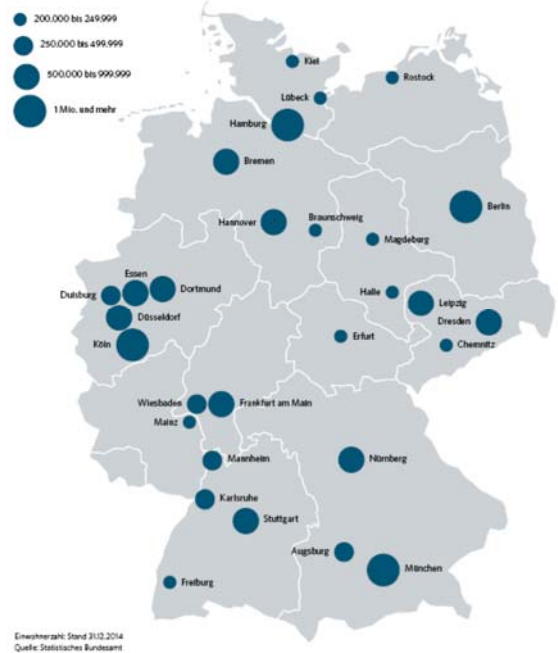 200.000 bis 249.999
250.000 bis 499.999
500.000 bis 999.999
1 Mio. und mehr
Kiel
Rostock
Lübeck
Hamburg
Bremen
Berlin
Hannover
Braunschweig
Magdeburg
Essen
Duisburg
Dortmund
Halle
Leipzig
Düsseldorf
Dresden
Köln
Erfurt
Chemnitz
Wiesbaden
Frankfurt am Main
Mainz
Mannheim
Nürnberg
Karlsruhe
Stuttgart
Augsburg
München
Freiburg
Einwohnerzahl: Stand 31.12.2014
Quelle: Statistisches Bundesamt